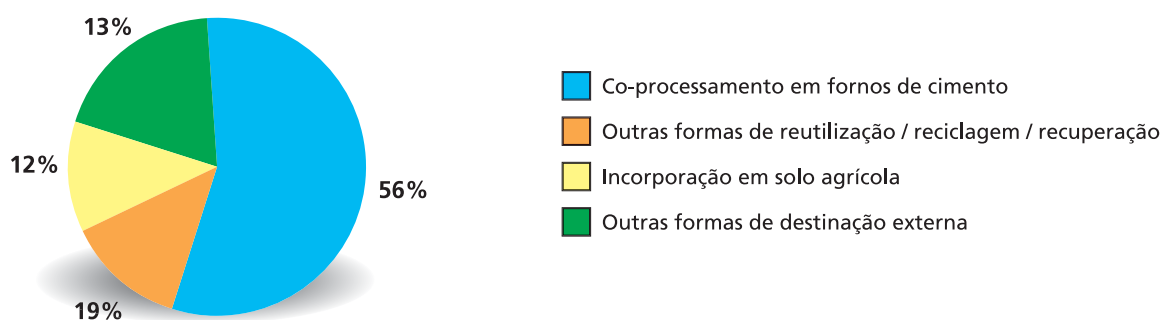 13%
12%
56%
19%
Co-processamento em fornos de cimento
Outras formas de reutilização / reciclagem / recuperação
Incorporação em solo agrícola
Outras formas de destinação externa